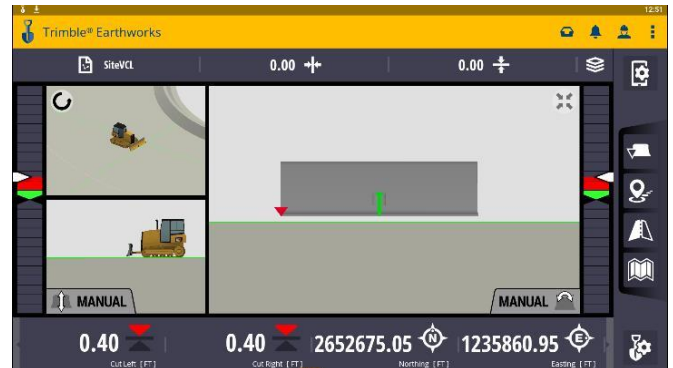 12:51
Trimble® Earthworks
SiteVCL
0.00
0.00
MANUAL
MANUAL
0.40
Cut Left [FT]
0.40
Cut Right [FT]
2652675.05
N
Northing [FT]
1235860.95
E
Easting [FT]